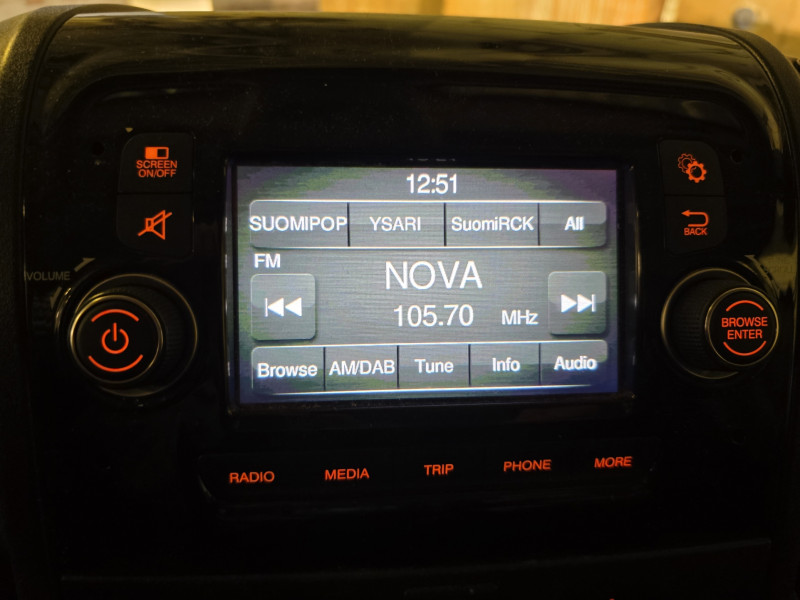 12:51
SCREEN
ON/OFF
SUOMIPOP YSARI SuomiRCK All
BACK
FM
NOVA
VOLUME
105.70 MHz
BROWSE
ENTER
Browse AM/DAB Tune Info Audio
RADIO MEDIA TRIP PHONE MORE